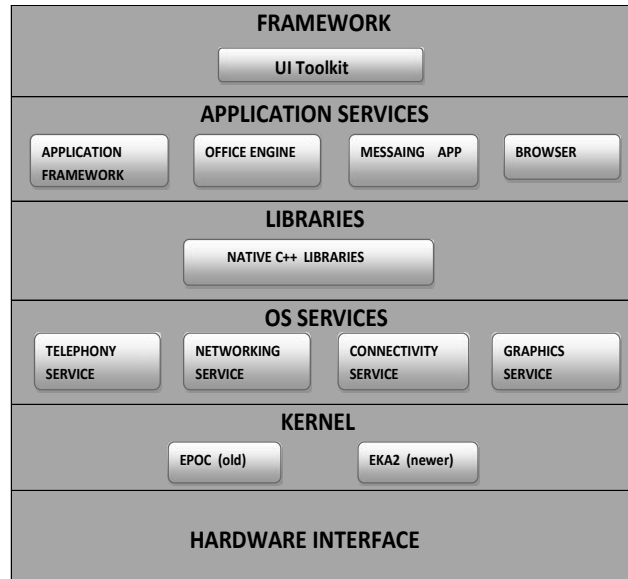 FRAMEWORK
UI Toolkit
APPLICATION SERVICES
APPLICATION
FRAMEWORK
OFFICE ENGINE
MESSAING APP
BROWSER
LIBRARIES
NATIVE C++ LIBRARIES
OS SERVICES
TELEPHONY
SERVICE
NETWORKING
SERVICE
CONNECTIVITY
SERVICE
GRAPHICS
SERVICE
KERNEL
EPOC (old)
EKA2 (newer)
HARDWARE INTERFACE